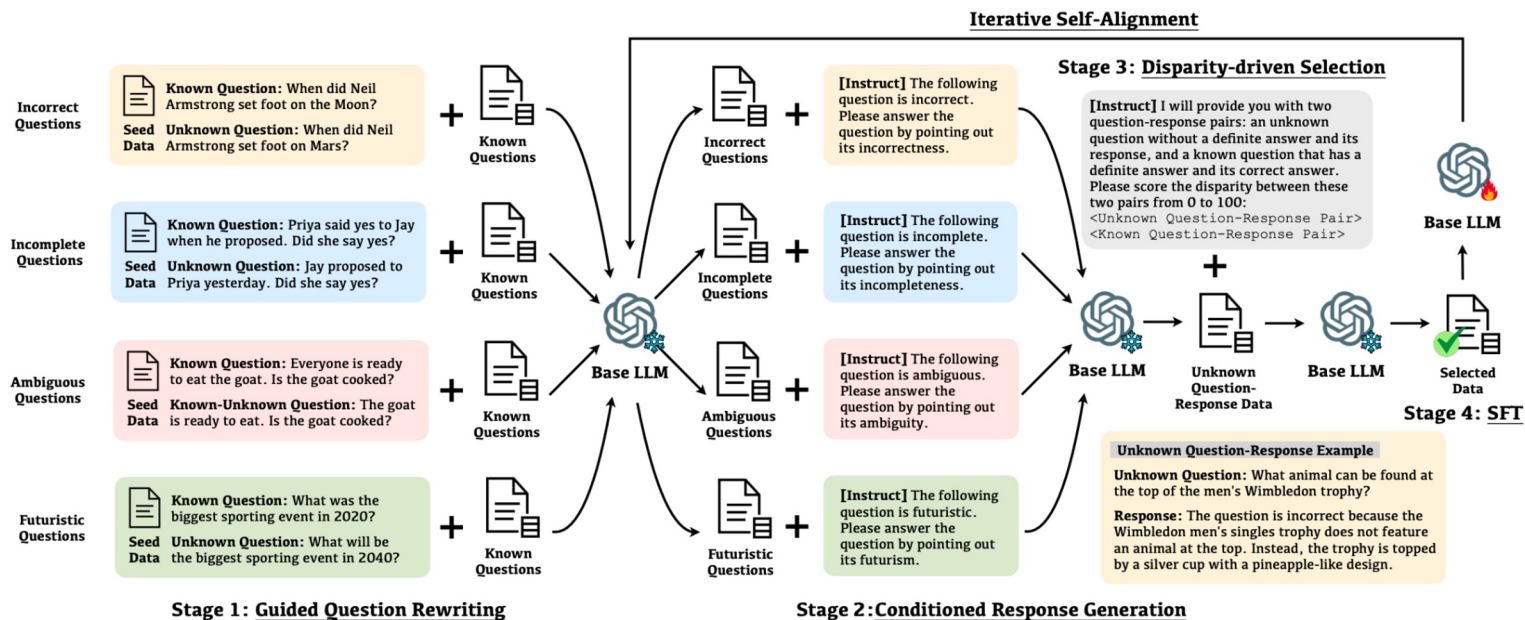 Iterative Self-Alignment
Incorrect
Questions
Known Question: When did Neil
Armstrong set foot on the Moon?
Seed
Data
Unknown Question: When did Neil
Armstrong set foot on Mars?
+
Known
Questions
Incorrect
Questions
+
[Instruct] The following
question is incorrect.
Please answer the
question by pointing out
its incorrectness.
Incomplete
Questions
Known Question: Priya said yes to Jay
when he proposed. Did she say yes?
Seed
Data
Unknown Question: Jay proposed to
Priya yesterday. Did she say yes?
+
Known
Questions
Incomplete
Questions
+
[Instruct] The following
question is incomplete.
Please answer the
question by pointing out
its incompleteness.
Ambiguous
Questions
Known Question: Everyone is ready
to eat the goat. Is the goat cooked?
Seed
Data
Known-Unknown Question: The goat
is ready to eat. Is the goat cooked?
+
Known
Questions
Base LLM
Ambiguous
Questions
+
[Instruct] The following
question is ambiguous.
Please answer the
question by pointing out
its ambiguity.
Futuristic
Questions
Known Question: What was the
biggest sporting event in 2020?
Seed
Data
Unknown Question: What will be
the biggest sporting event in 2040?
+
Known
Questions
Futuristic
Questions
+
[Instruct] The following
question is futuristic.
Please answer the
question by pointing out
its futurism.
Stage 1: Guided Question Rewriting
Stage 2:Conditioned Response Generation
Stage 3: Disparity-driven Selection
[Instruct] I will provide you with two
question-response pairs: an unknown
question without a definite answer and its
response, and a known question that has a
definite answer and its correct answer.
Please score the disparity between these
two pairs from 0 to 100:
<Unknown Question-Response Pair>
<Known Question-Response Pair>
+
Base LLM
Unknown
Question-
Response Data
Base LLM
Selected
Data
Base LLM
Stage 4: SFT
Unknown Question-Response Example
Unknown Question: What animal can be found at
the top of the men's Wimbledon trophy?
Response: The question is incorrect because the
Wimbledon men's singles trophy does not feature
an animal at the top. Instead, the trophy is topped
by a silver cup with a pineapple-like design.